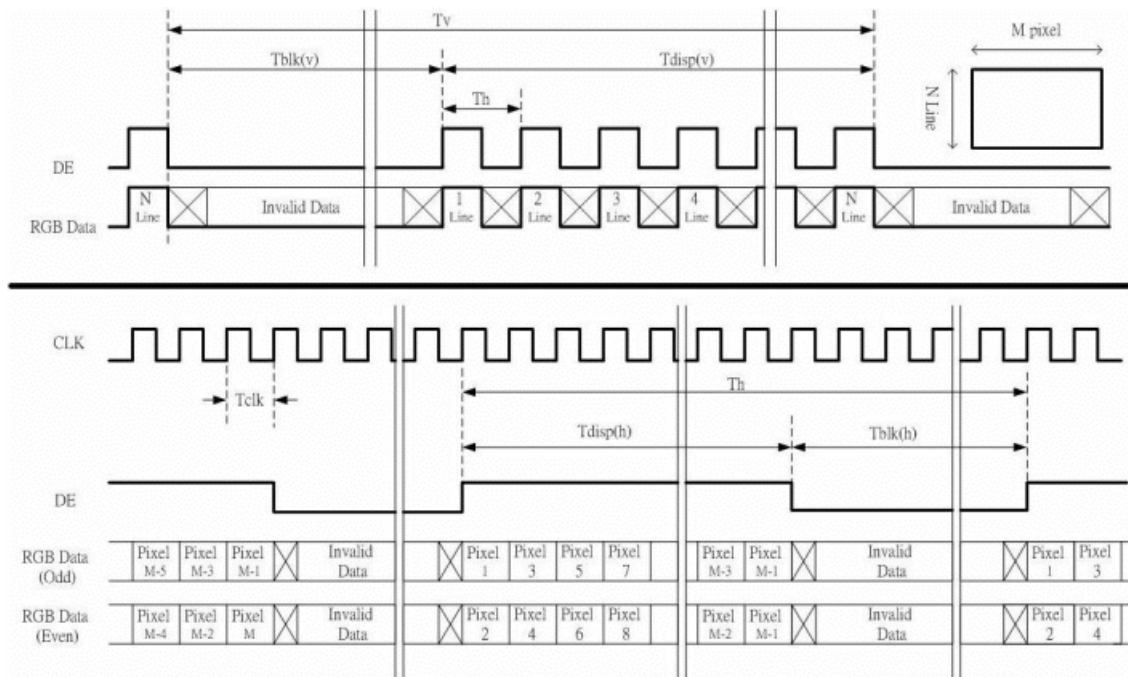 Tv
M pixel
Tblk(v) Tdisp(v)
Th
N Line
DE
RGB Data
N Line
Invalid Data
1 Line
2 Line
3 Line
4 Line
N Line
Invalid Data
CLK
Tclk
Th
Tdisp(h) Tblk(h)
DE
RGB Data (Odd)
Pixel M-5
Pixel M-3
Pixel M-1
Invalid Data
Pixel 1
Pixel 3
Pixel 5
Pixel 7
Pixel M-3
Pixel M-1
Invalid Data
Pixel 1
Pixel 3
RGB Data (Even)
Pixel M-4
Pixel M-2
Pixel M
Invalid Data
Pixel 2
Pixel 4
Pixel 6
Pixel 8
Pixel M-2
Pixel M-1
Invalid Data
Pixel 2
Pixel 4